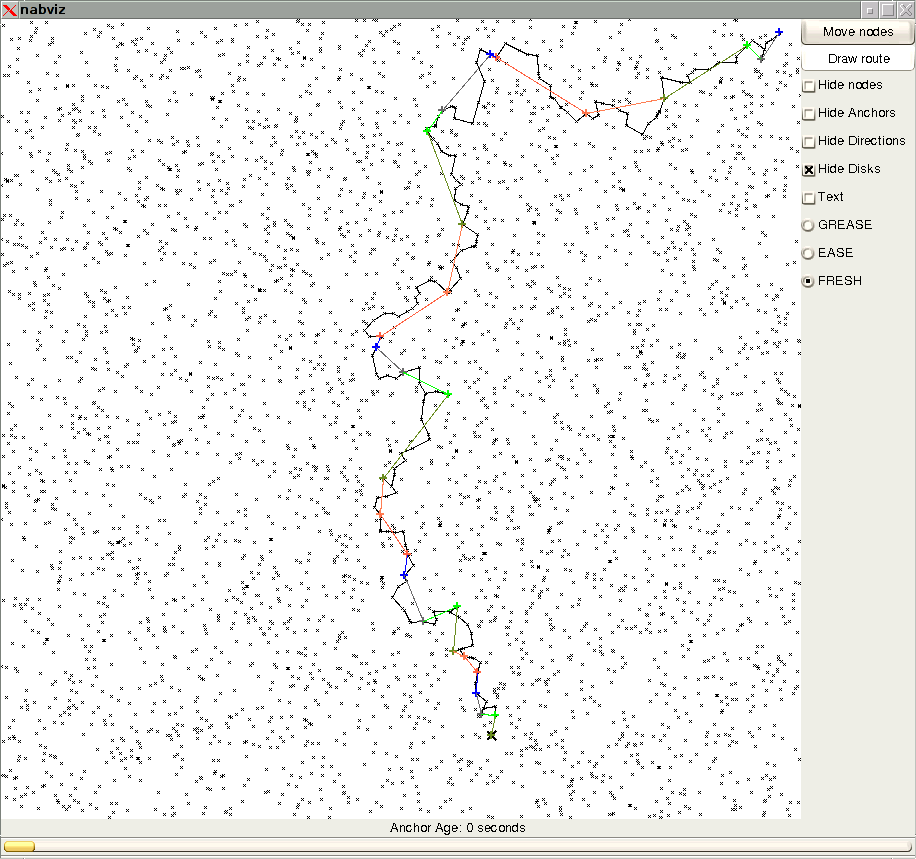 nabviz
Move nodes
Draw route
Hide nodes
Hide Anchors
Hide Directions
Hide Disks
Text
GREASE
EASE
FRESH
Anchor Age: 0 seconds